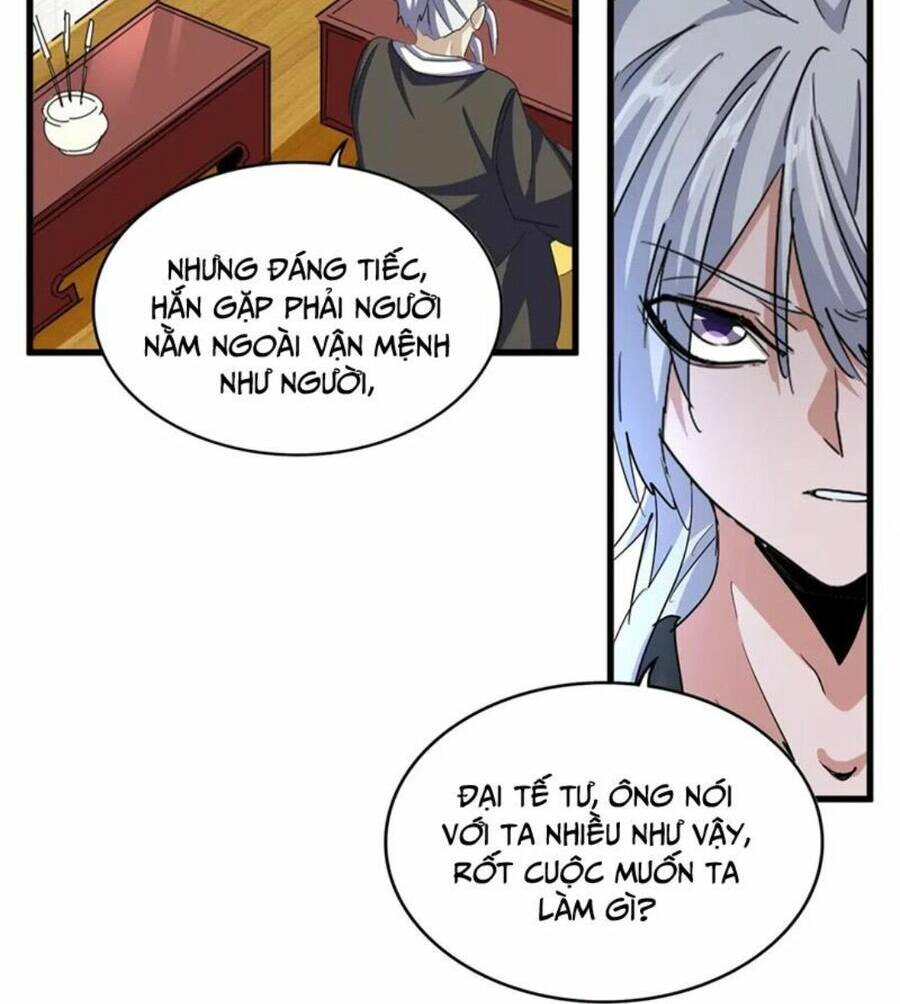 NHƯNG ĐÁNG TIẾC,
HẮN GẶP PHẢI NGƯỜI
NẰM NGOÀI VẬN MỆNH
NHƯ NGƯỜI,
ĐẠI TẾ TƯ, ÔNG NÓI
VỚI TA NHIỀU NHƯ VẬY,
RỐT CUỘC MUỐN TA
LÀM GÌ?